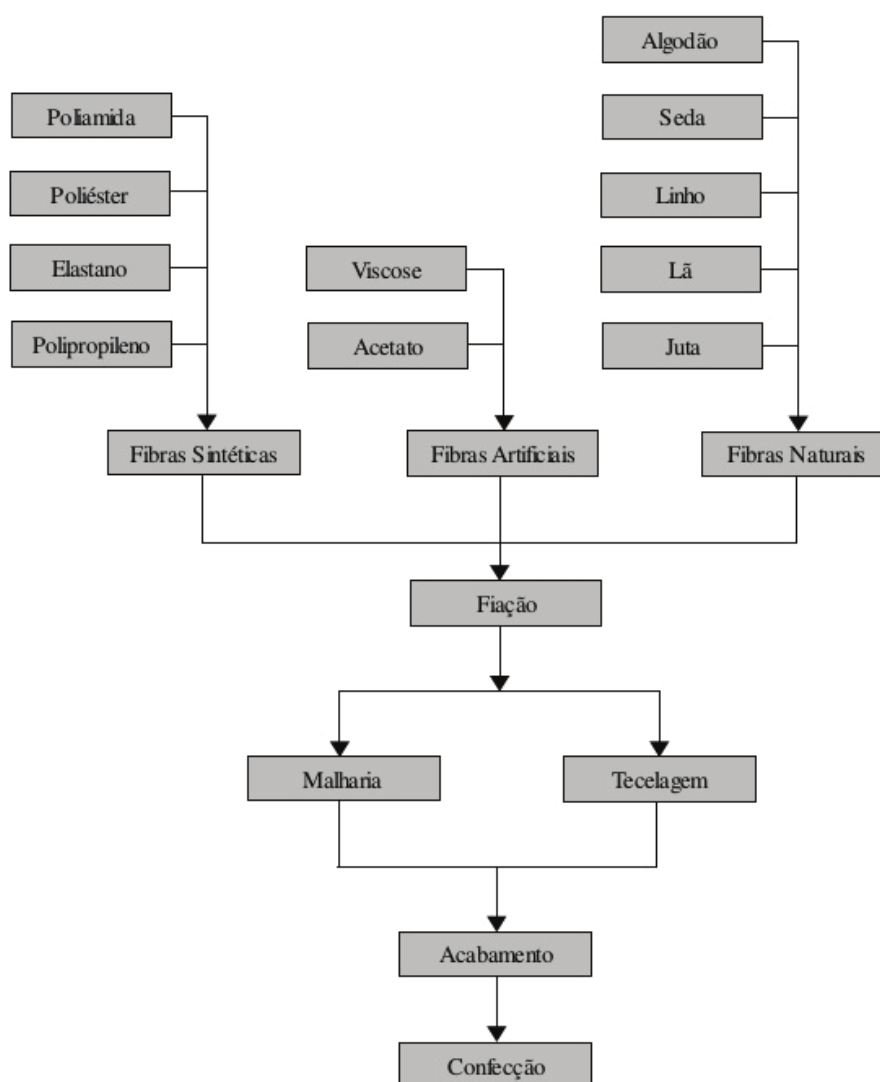 Algodão
Poliamida
Seda
Poliéster
Linho
Elastano
Viscose
Lã
Polipropileno
Acetato
Juta
Fibras Sintéticas
Fibras Artificiais
Fibras Naturais
Fiação
Malharia
Tecelagem
Acabamento
Confecção